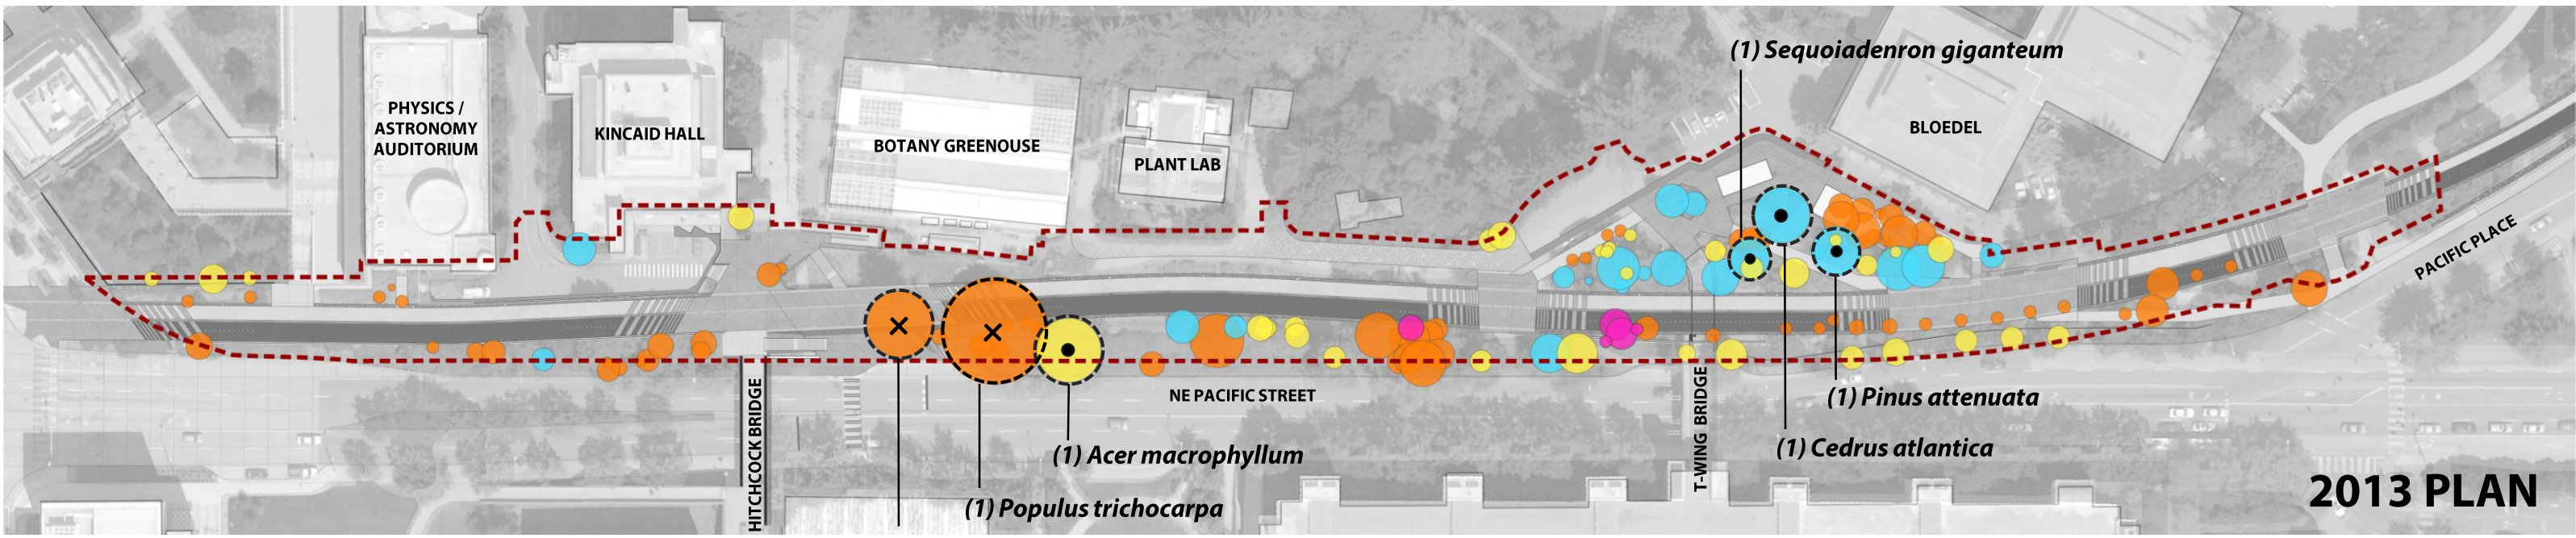 (1) Sequoiadenron giganteum
PHYSICS /
ASTRONOMY
AUDITORIUM
KINCAID HALL
BOTANY GREENOUSE
PLANT LAB
BLOEDEL
PACIFIC PLACE
HITCHCOCK BRIDGE
NE PACIFIC STREET
T-WING BRIDGE
(1) Pinus attenuata
(1) Cedrus atlantica
(1) Acer macrophyllum
(1) Populus trichocarpa
2013 PLAN